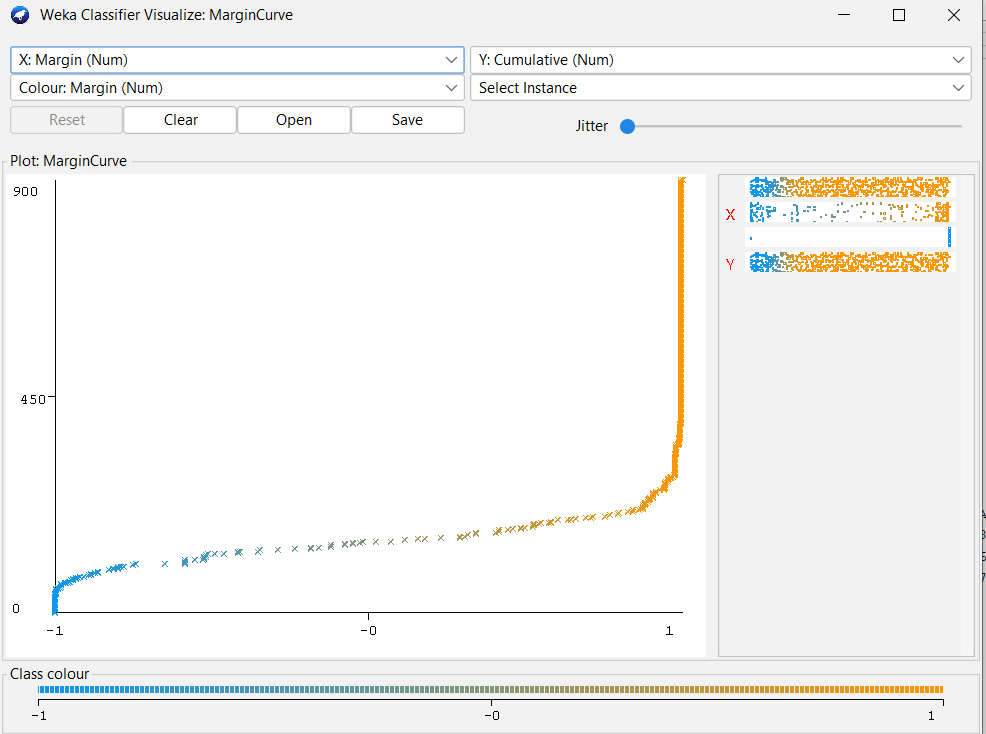 Weka Classifier Visualize: MarginCurve
X: Margin (Num)
Y: Cumulative (Num)
Colour: Margin (Num)
Select Instance
Reset
Clear
Open
Save
Jitter
Plot: MarginCurve
900
X
Y
450
0
-1
-0
1
Class colour
-1
-0
1